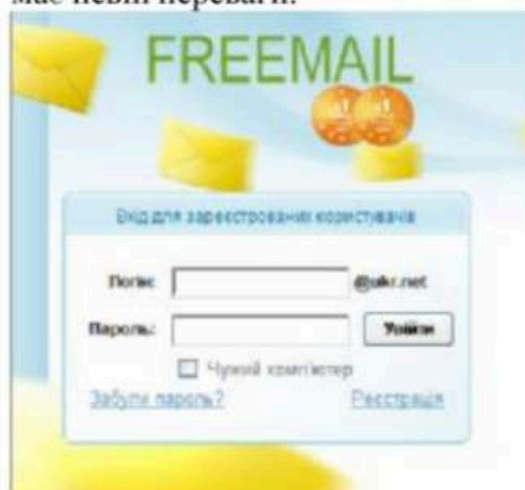 має певні переваги.
FREEMAIL
Вхід для зареєстрованих користувачів
Логін: @ukr.net
Пароль: Увійти
Чужий комп'ютер
Забули пароль? Реєстрація